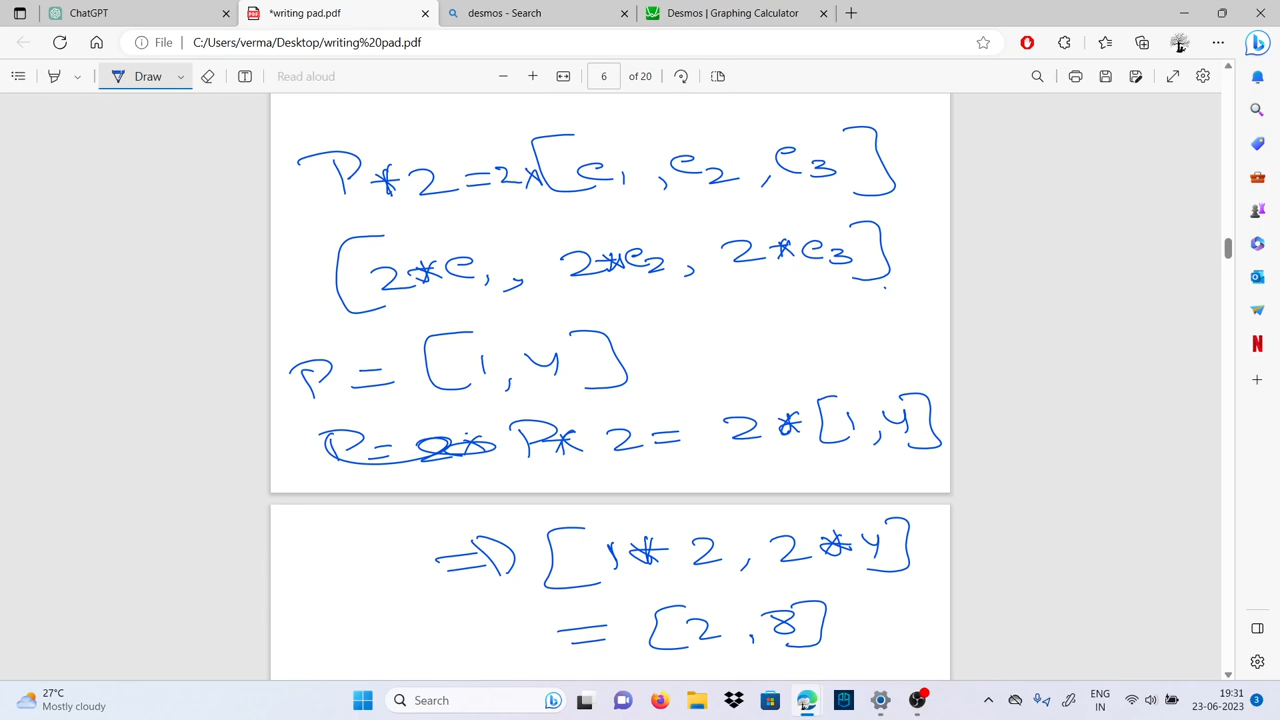 ChatGPT
*writing pad.pdf
desmos - Search
Desmos | Graphing Calculator
File
C:/Users/verma/Desktop/writing%20pad.pdf
Draw
Read aloud
6 of 20
P*2=2*[e1, e2, e3]
[2*e1, 2*e2, 2*e3]
P = [1, 4]
P*2 = 2*[1, 4]
=> [1*2, 2*4]
= [2, 8]
27°C
Mostly cloudy
Search
ENG
IN
19:31
23-06-2023
3